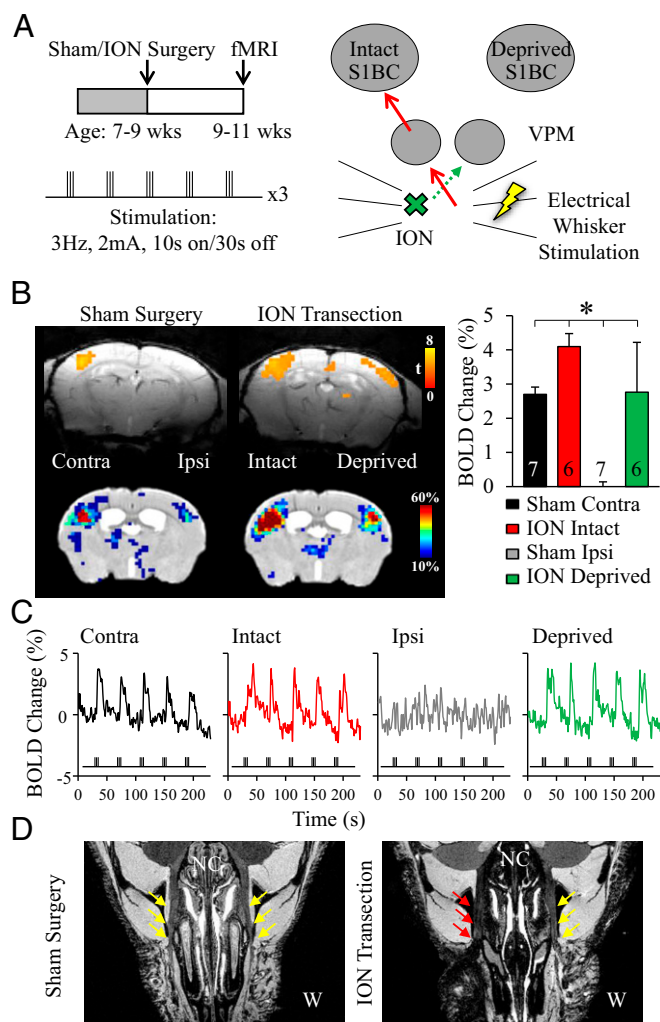 A
Sham/ION Surgery fMRI
Age: 7-9 wks 9-11 wks
x3
Stimulation:
3Hz, 2mA, 10s on/30s off
Intact
S1BC
Deprived
S1BC
VPM
ION
Electrical
Whisker
Stimulation
B
Sham Surgery ION Transection
8
t
0
Contra Ipsi Intact Deprived
60%
10%
BOLD Change (%)
5
4
3
2
1
0
*
7 6 7 6
Sham Contra
ION Intact
Sham Ipsi
ION Deprived
C
Contra Intact Ipsi Deprived
BOLD Change (%)
5
0
-5
0 50 100 150 200 0 50 100 150 200 0 50 100 150 200 0 50 100 150 200
Time (s)
D
Sham Surgery
NC
W
ION Transection
NC
W